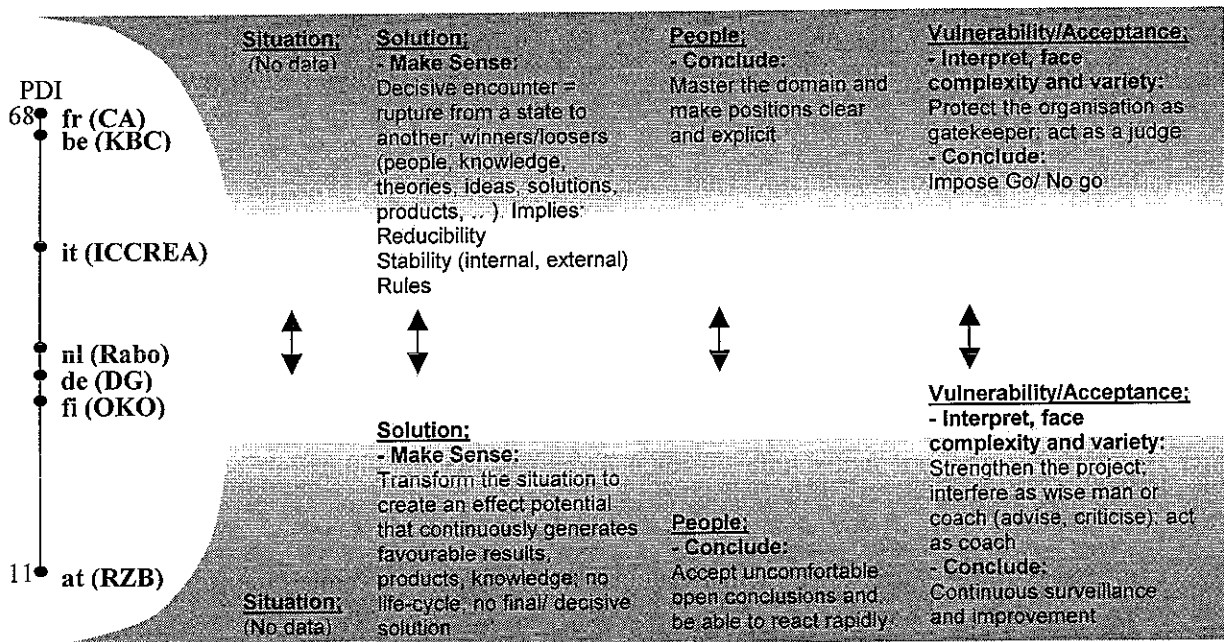 PDI
68 fr (CA)
be (KBC)
it (ICCREA)
nl (Rabo)
de (DG)
fi (OKO)
11 at (RZB)
Situation;
(No data)
Solution;
- Make Sense:
Decisive encounter =
rupture from a state to
another; winners/loosers
(people, knowledge,
theories, ideas, solutions,
products, ... ). Implies:
Reducibility
Stability (internal, external)
Rules
People;
- Conclude:
Master the domain and
make positions clear
and explicit
Vulnerability/Acceptance;
- Interpret, face
complexity and variety:
Protect the organisation as
gatekeeper; act as a judge
- Conclude:
Impose Go/ No go
Situation;
(No data)
Solution;
- Make Sense:
Transform the situation to
create an effect potential
that continuously generates
favourable results,
products, knowledge; no
life-cycle, no final/ decisive
solution
People;
- Conclude:
Accept uncomfortable
open conclusions and
be able to react rapidly
Vulnerability/Acceptance;
- Interpret, face
complexity and variety:
Strengthen the project;
interfere as wise man or
coach (advise, criticise); act
as coach
- Conclude:
Continuous surveillance
and improvement